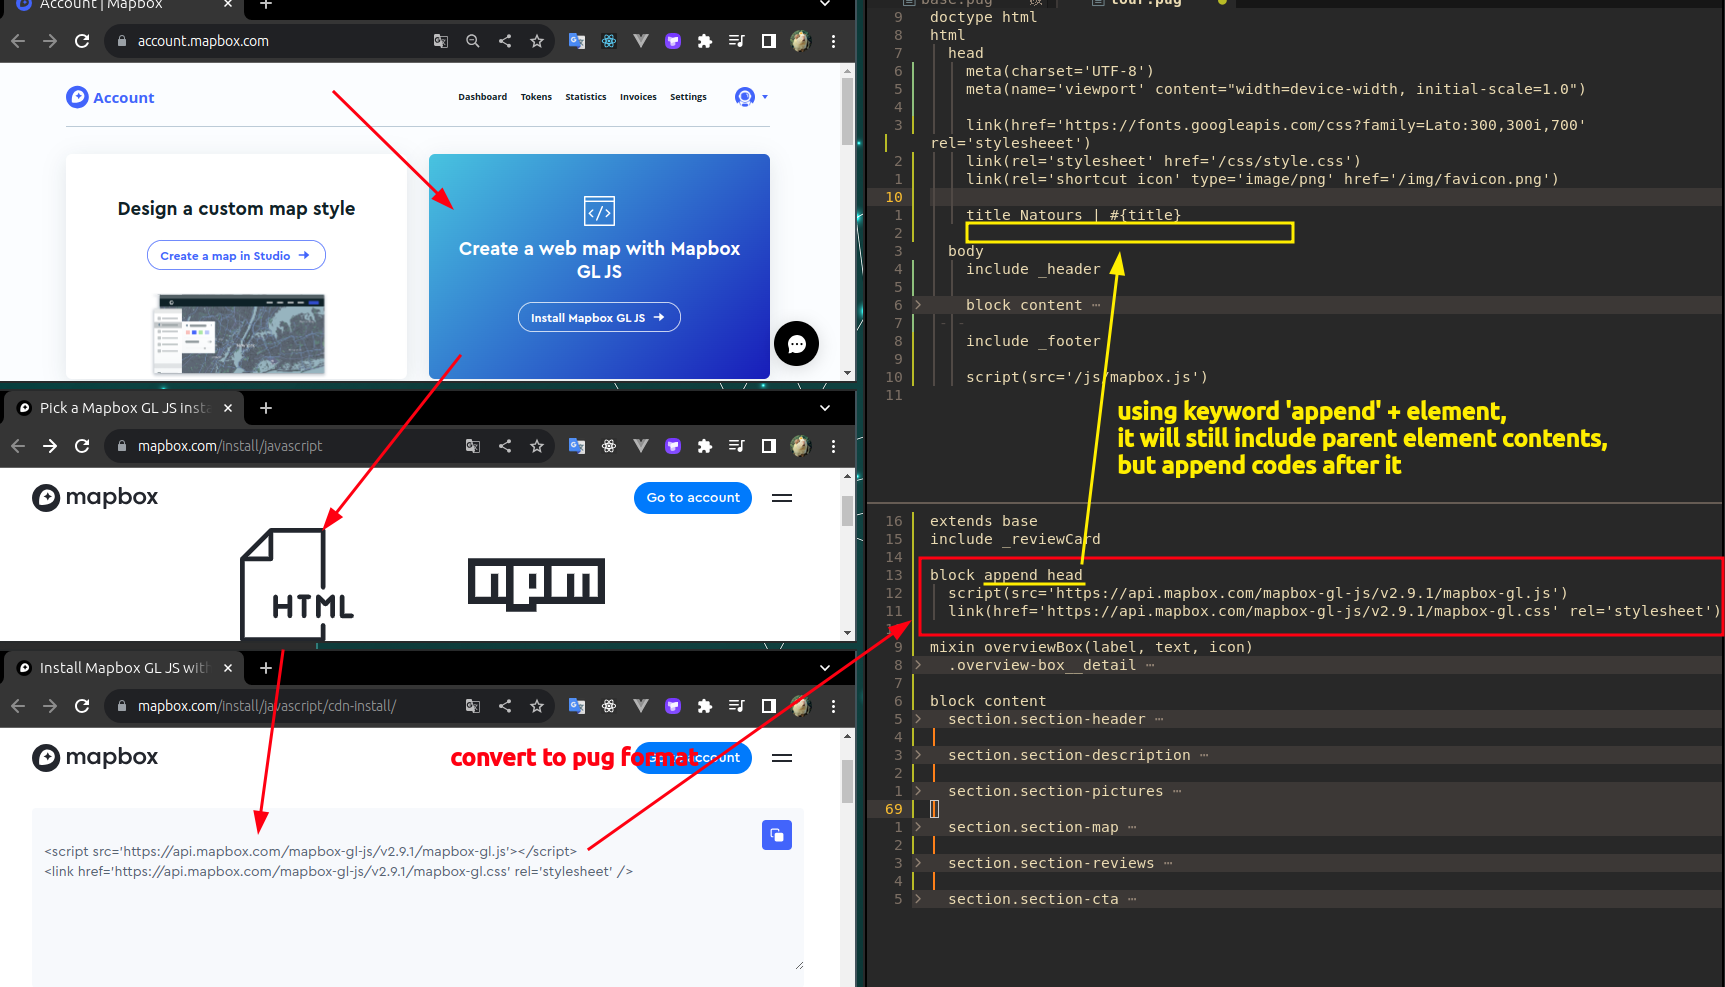 Account | Mapbox
account.mapbox.com
Account
Dashboard Tokens Statistics Invoices Settings
Design a custom map style
Create a map in Studio →
</>
Create a web map with Mapbox
GL JS
Install Mapbox GL JS →
Pick a Mapbox GL JS insta
mapbox.com/install/javascript
mapbox
Go to account
HTML
npm
Install Mapbox GL JS with
mapbox.com/install/javascript/cdn-install/
mapbox
Go to account
convert to pug format
<script src='https://api.mapbox.com/mapbox-gl-js/v2.9.1/mapbox-gl.js'></script>
<link href='https://api.mapbox.com/mapbox-gl-js/v2.9.1/mapbox-gl.css' rel='stylesheet' />
base.pug tour.pug
9 doctype html
8 html
7 head
6 meta(charset='UTF-8')
5 meta(name='viewport' content="width=device-width, initial-scale=1.0")
4
3 link(href='https://fonts.googleapis.com/css?family=Lato:300,300i,700'
rel='stylesheeet')
2 link(rel='stylesheet' href='/css/style.css')
1 link(rel='shortcut icon' type='image/png' href='/img/favicon.png')
10
1 title Natours | #{title}
2
3 body
4 include _header
5
6 > block content ⋯
7 - -
8 include _footer
9
10 script(src='/js/mapbox.js')
11
using keyword 'append' + element,
it will still include parent element contents,
but append codes after it
16 extends base
15 include _reviewCard
14
13 block append head
12 script(src='https://api.mapbox.com/mapbox-gl-js/v2.9.1/mapbox-gl.js')
11 link(href='https://api.mapbox.com/mapbox-gl-js/v2.9.1/mapbox-gl.css' rel='stylesheet')
9 mixin overviewBox(label, text, icon)
8 > .overview-box__detail ⋯
7
6 block content
5 > section.section-header ⋯
4
3 > section.section-description ⋯
2
1 > section.section-pictures ⋯
69
1 > section.section-map ⋯
2
3 > section.section-reviews ⋯
4
5 > section.section-cta ⋯